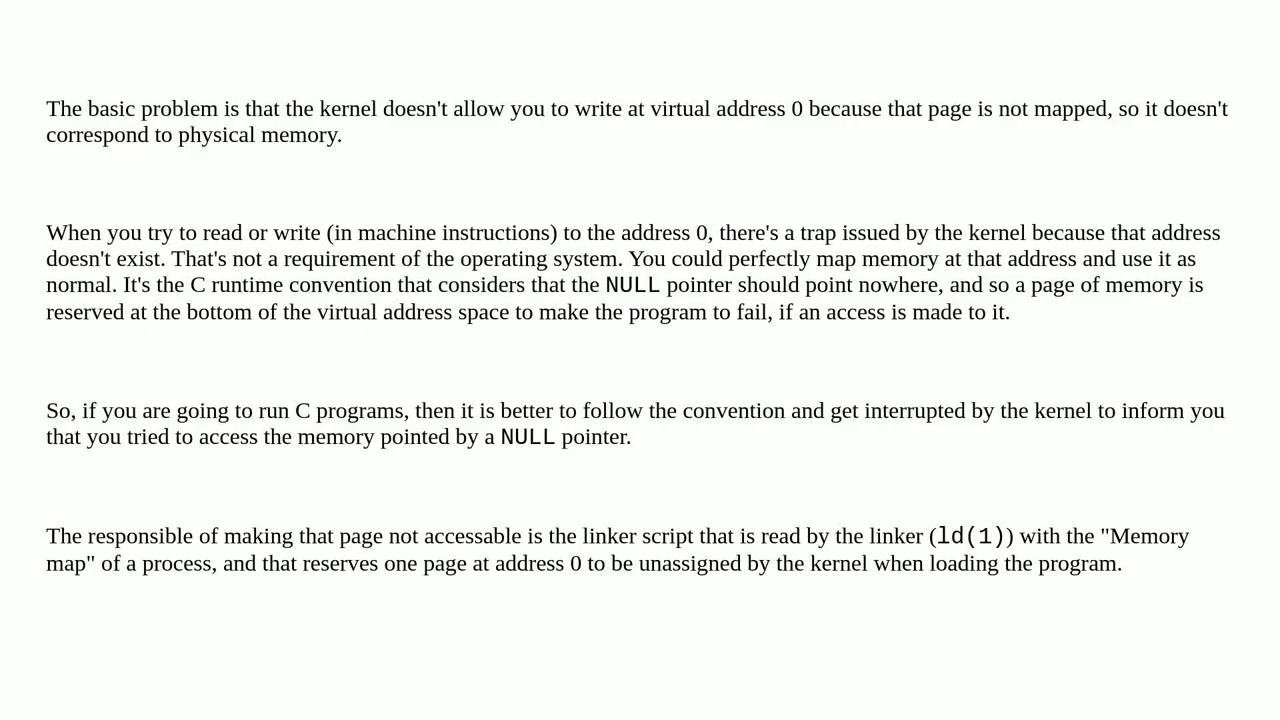 The basic problem is that the kernel doesn't allow you to write at virtual address 0 because that page is not mapped, so it doesn't
correspond to physical memory.
When you try to read or write (in machine instructions) to the address 0, there's a trap issued by the kernel because that address
doesn't exist. That's not a requirement of the operating system. You could perfectly map memory at that address and use it as
normal. It's the C runtime convention that considers that the NULL pointer should point nowhere, and so a page of memory is
reserved at the bottom of the virtual address space to make the program to fail, if an access is made to it.
So, if you are going to run C programs, then it is better to follow the convention and get interrupted by the kernel to inform you
that you tried to access the memory pointed by a NULL pointer.
The responsible of making that page not accessable is the linker script that is read by the linker (ld(1)) with the "Memory
map" of a process, and that reserves one page at address 0 to be unassigned by the kernel when loading the program.